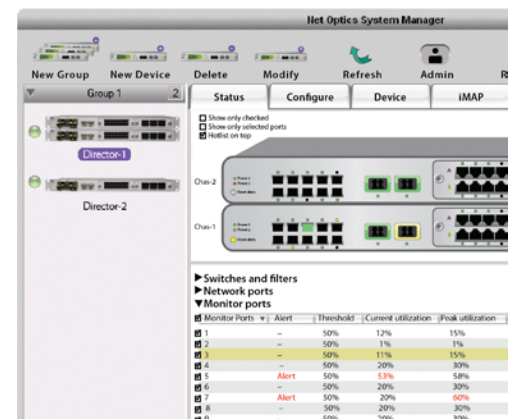 Net Optics System Manager
New Group New Device Delete Modify Refresh Admin
Group 1 2
Status Configure Device iMAP
Show only checked
Show only selected ports
Hotlist on top
Director-1
Director-2
Chas-2
Chas-1
Switches and filters
Network ports
Monitor ports
Monitor Ports Alert Threshold Current utilization Peak utilization
1 – 50% 12% 15%
2 – 50% 1% 1%
3 – 50% 11% 15%
4 – 50% 20% 30%
5 Alert 50% 53% 58%
6 – 50% 20% 30%
7 Alert 50% 20% 60%
8 – 50% 20% 30%